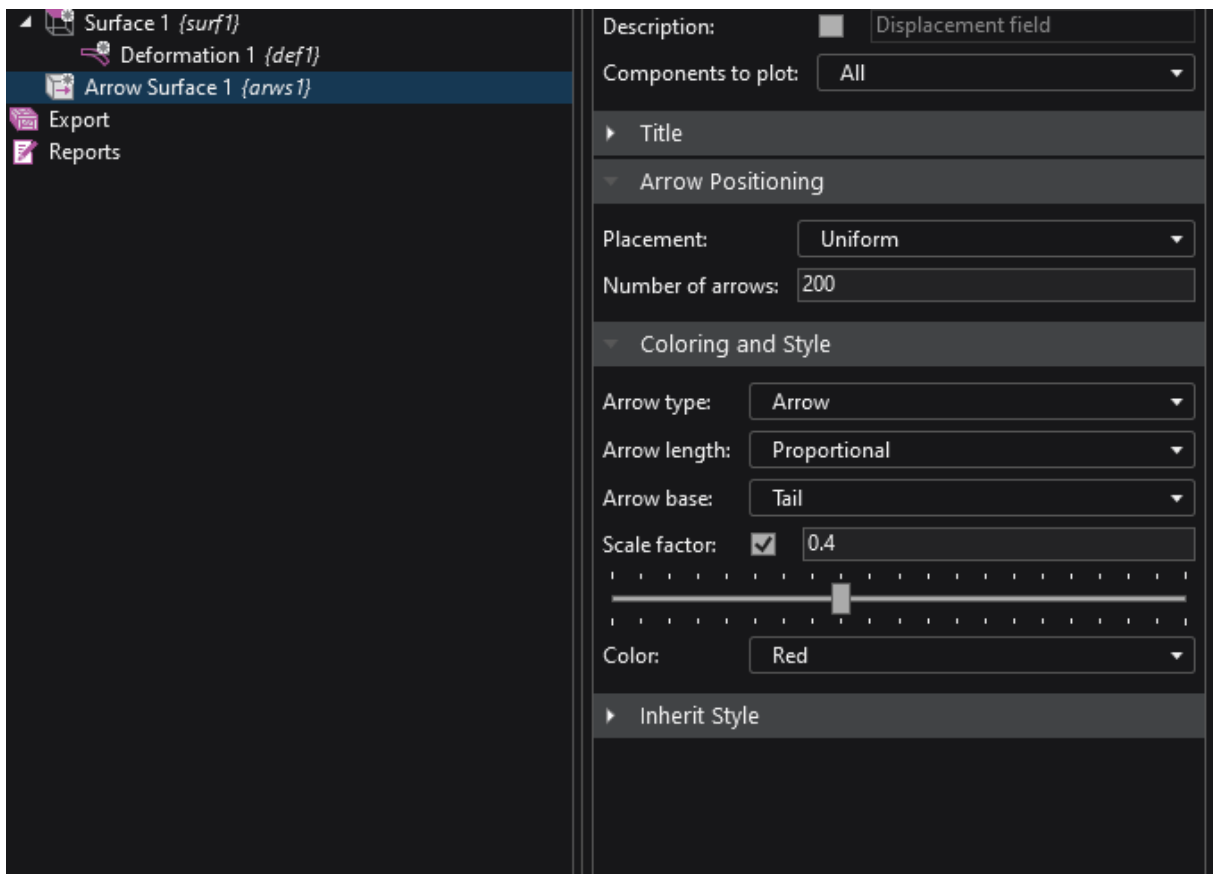 Surface 1 {surf1}
Deformation 1 {def1}
Arrow Surface 1 {arws1}
Export
Reports
Description: Displacement field
Components to plot: All
Title
Arrow Positioning
Placement: Uniform
Number of arrows: 200
Coloring and Style
Arrow type: Arrow
Arrow length: Proportional
Arrow base: Tail
Scale factor: 0.4
Color: Red
Inherit Style